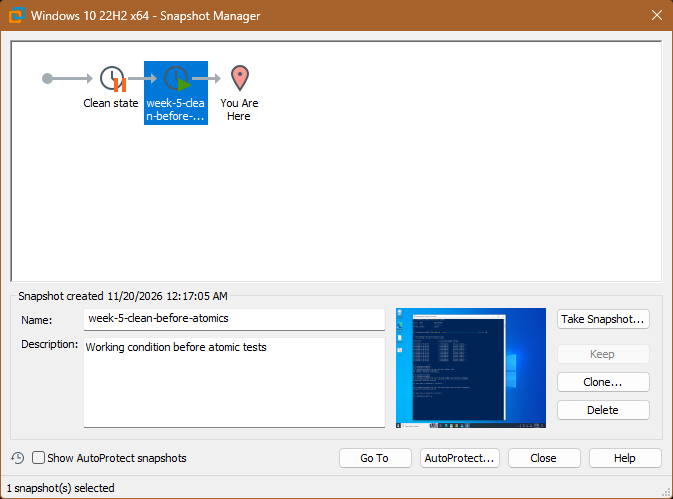 Windows 10 22H2 x64 - Snapshot Manager
Clean state
week-5-clea
n-before-...
You Are
Here
Snapshot created 11/20/2026 12:17:05 AM
Name:
week-5-clean-before-atomics
Take Snapshot...
Description:
Working condition before atomic tests
Keep
Clone...
Delete
Show AutoProtect snapshots
Go To
AutoProtect...
Close
Help
1 snapshot(s) selected